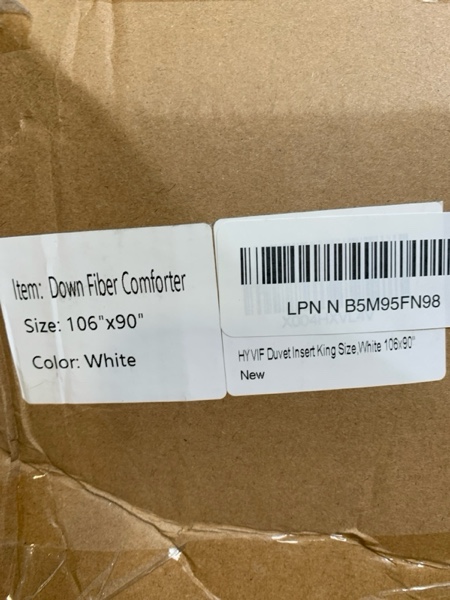 Item: Down Fiber Comforter
Size: 106"x90"
Color: White
LPN N B5M95FN98
HYVIF Duvet Insert King Size,White 106x90"
New